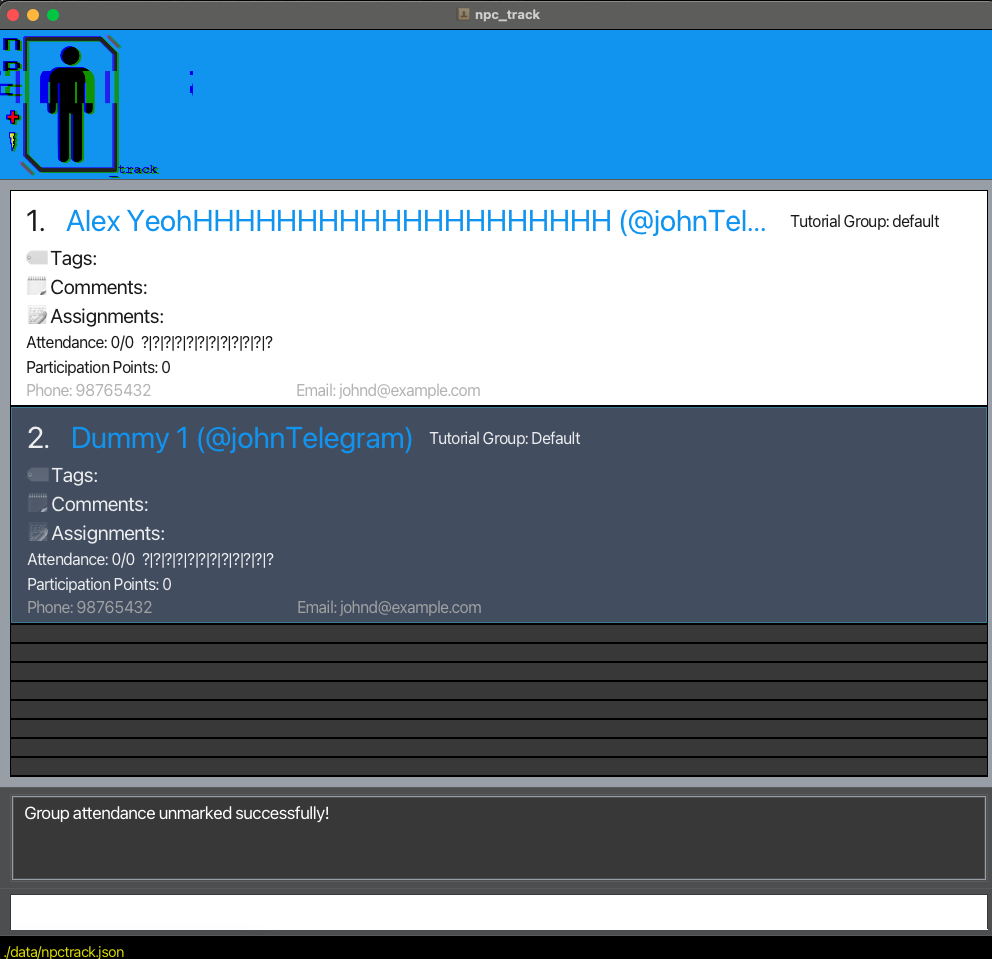 npc_track
n
p
_track
1. Alex YeohHHHHHHHHHHHHHHHHHHHH (@johnTel... Tutorial Group: default
Tags:
Comments:
Assignments:
Attendance: 0/0 ?|?|?|?|?|?|?|?|?|?|?|?
Participation Points: 0
Phone: 98765432 Email: johnd@example.com
2. Dummy 1 (@johnTelegram) Tutorial Group: Default
Tags:
Comments:
Assignments:
Attendance: 0/0 ?|?|?|?|?|?|?|?|?|?|?|?
Participation Points: 0
Phone: 98765432 Email: johnd@example.com
Group attendance unmarked successfully!
./data/npctrack.json